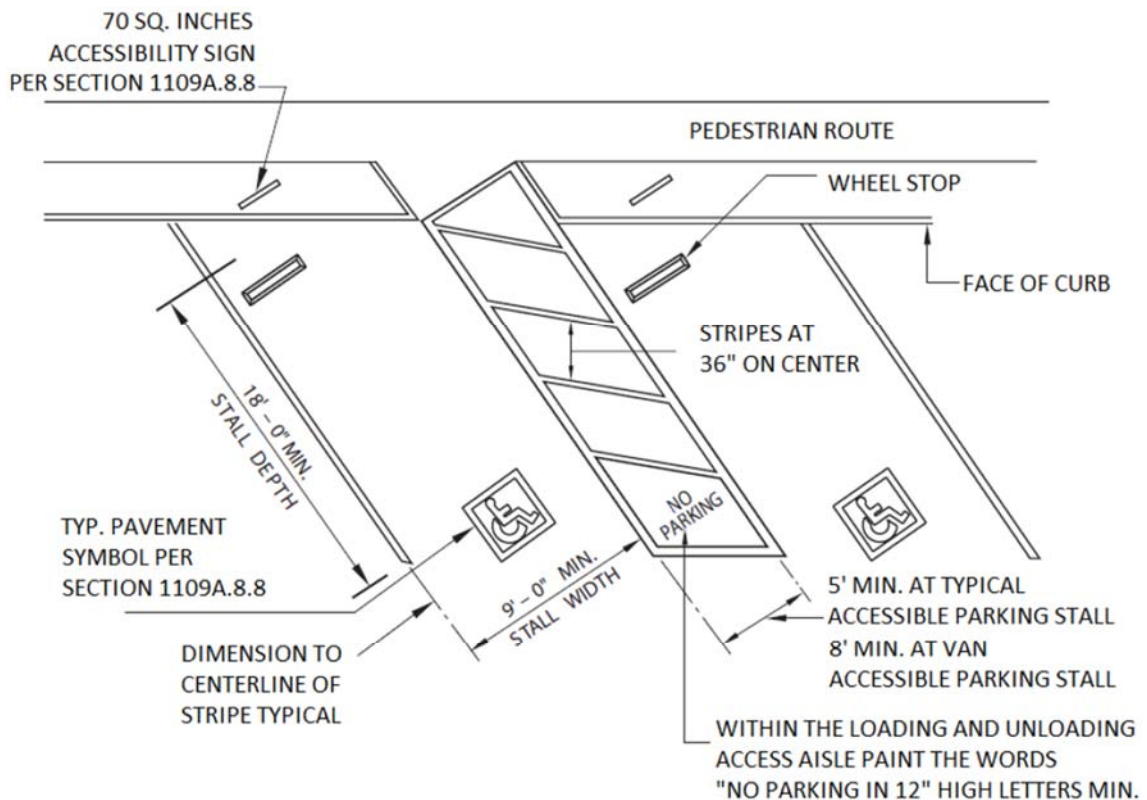 70 SQ. INCHES
ACCESSIBILITY SIGN
PER SECTION 1109A.8.8
PEDESTRIAN ROUTE
WHEEL STOP
FACE OF CURB
STRIPES AT
36" ON CENTER
18' – 0" MIN.
STALL DEPTH
NO
PARKING
TYP. PAVEMENT
SYMBOL PER
SECTION 1109A.8.8
9' – 0" MIN.
STALL WIDTH
5' MIN. AT TYPICAL
ACCESSIBLE PARKING STALL
8' MIN. AT VAN
ACCESSIBLE PARKING STALL
DIMENSION TO
CENTERLINE OF
STRIPE TYPICAL
WITHIN THE LOADING AND UNLOADING
ACCESS AISLE PAINT THE WORDS
"NO PARKING IN 12" HIGH LETTERS MIN.